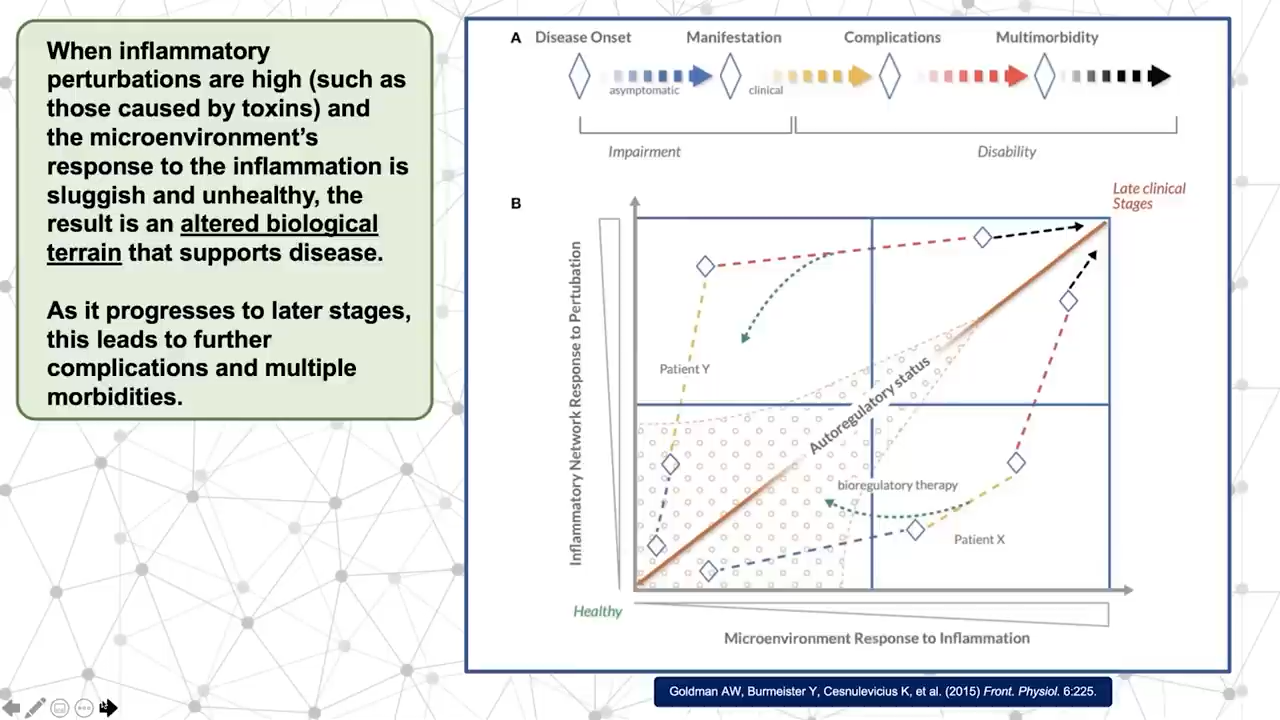 When inflammatory
perturbations are high (such as
those caused by toxins) and
the microenvironment's
response to the inflammation is
sluggish and unhealthy, the
result is an altered biological
terrain that supports disease.
As it progresses to later stages,
this leads to further
complications and multiple
morbidities.
A
Disease Onset
Manifestation
Complications
Multimorbidity
asymptomatic
clinical
Impairment
Disability
B
Late clinical
Stages
Inflammatory Network Response to Pertubation
Patient Y
Autoregulatory status
bioregulatory therapy
Patient X
Healthy
Microenvironment Response to Inflammation
Goldman AW, Burmeister Y, Cesnulevicius K, et al. (2015) Front. Physiol. 6:225.